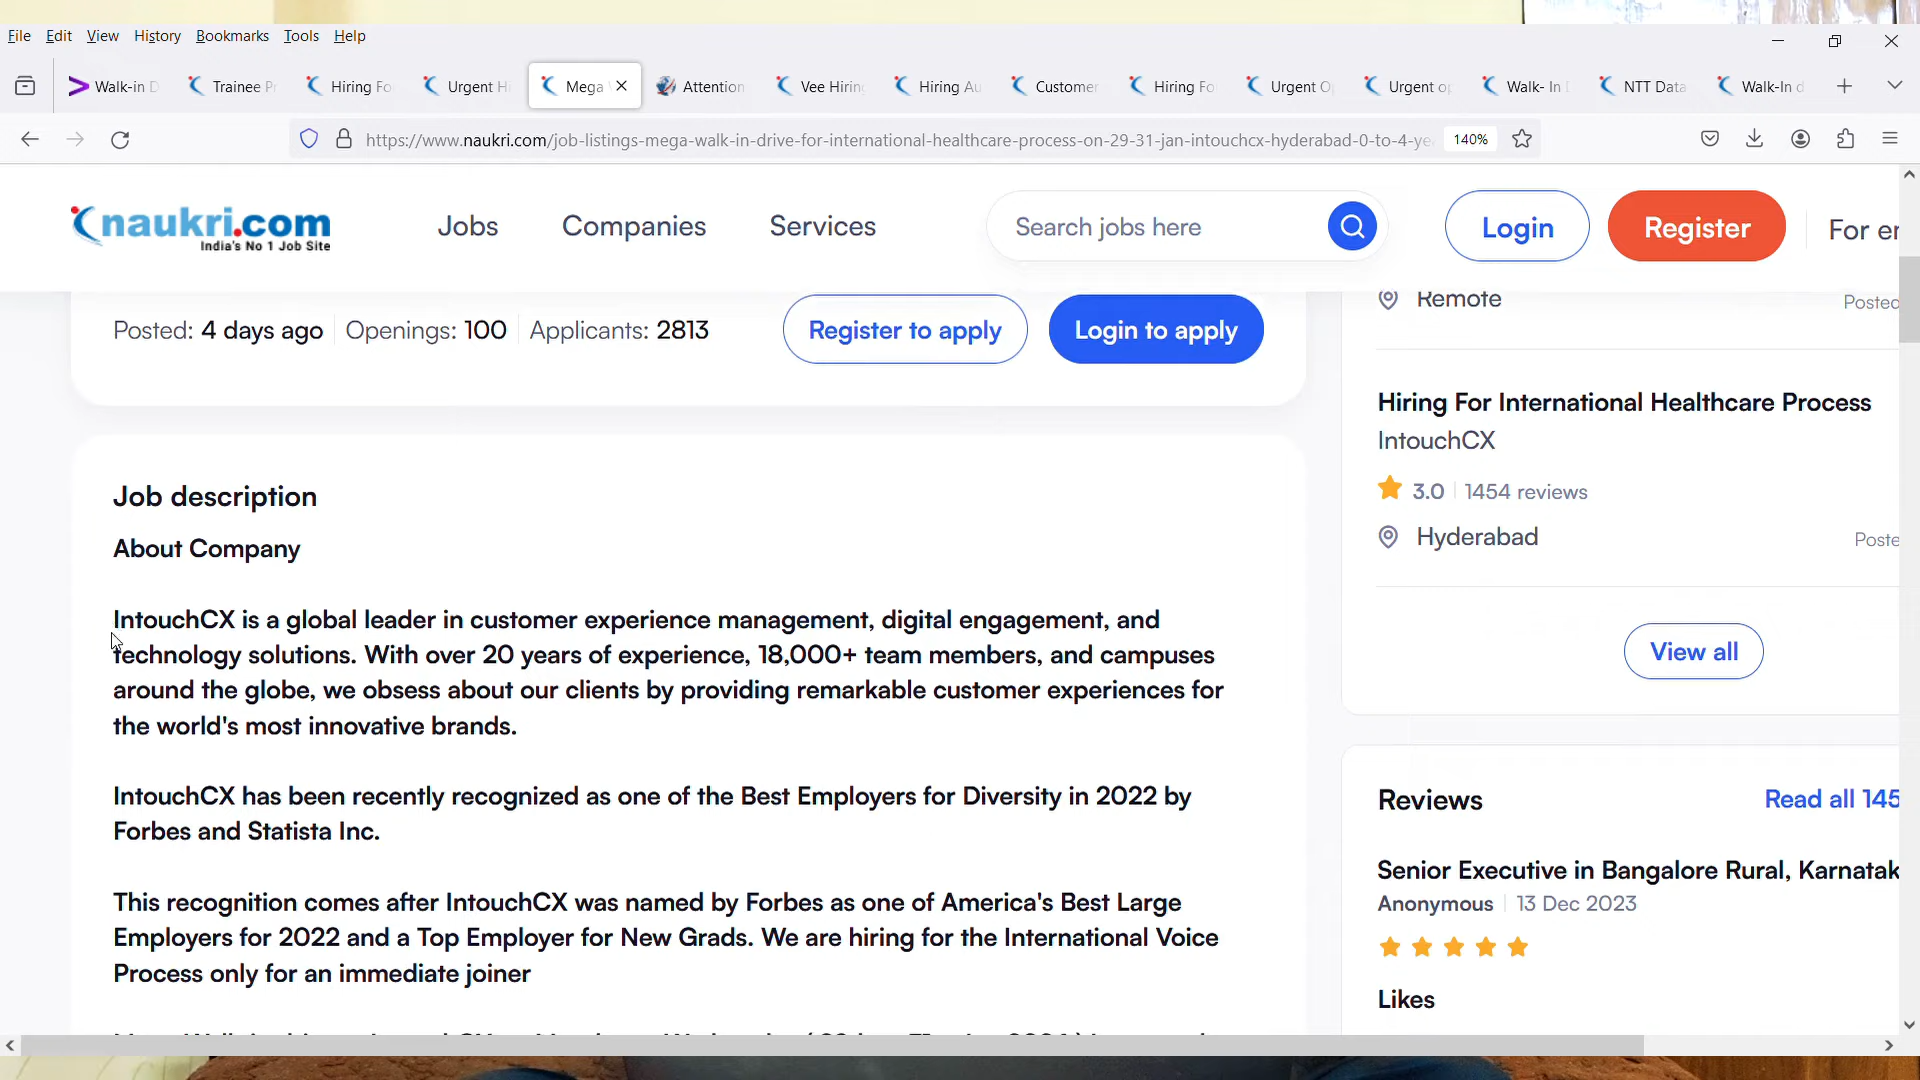 File Edit View History Bookmarks Tools Help
Walk-in D Trainee Pr Hiring Fo Urgent Hi Mega Attention Vee Hiring Hiring Au Customer Hiring Fo Urgent O Urgent op Walk- In NTT Data Walk-In d
https://www.naukri.com/job-listings-mega-walk-in-drive-for-international-healthcare-process-on-29-31-jan-intouchcx-hyderabad-0-to-4-ye 140%
naukri.com Jobs Companies Services Search jobs here Login Register For er
India's No 1 Job Site
Posted: 4 days ago Openings: 100 Applicants: 2813 Register to apply Login to apply
Job description
About Company
IntouchCX is a global leader in customer experience management, digital engagement, and
technology solutions. With over 20 years of experience, 18,000+ team members, and campuses
around the globe, we obsess about our clients by providing remarkable customer experiences for
the world's most innovative brands.
IntouchCX has been recently recognized as one of the Best Employers for Diversity in 2022 by
Forbes and Statista Inc.
This recognition comes after IntouchCX was named by Forbes as one of America's Best Large
Employers for 2022 and a Top Employer for New Grads. We are hiring for the International Voice
Process only for an immediate joiner
Remote Posted
Hiring For International Healthcare Process
IntouchCX
3.0 1454 reviews
Hyderabad Poste
View all
Reviews Read all 145
Senior Executive in Bangalore Rural, Karnatak
Anonymous 13 Dec 2023
Likes